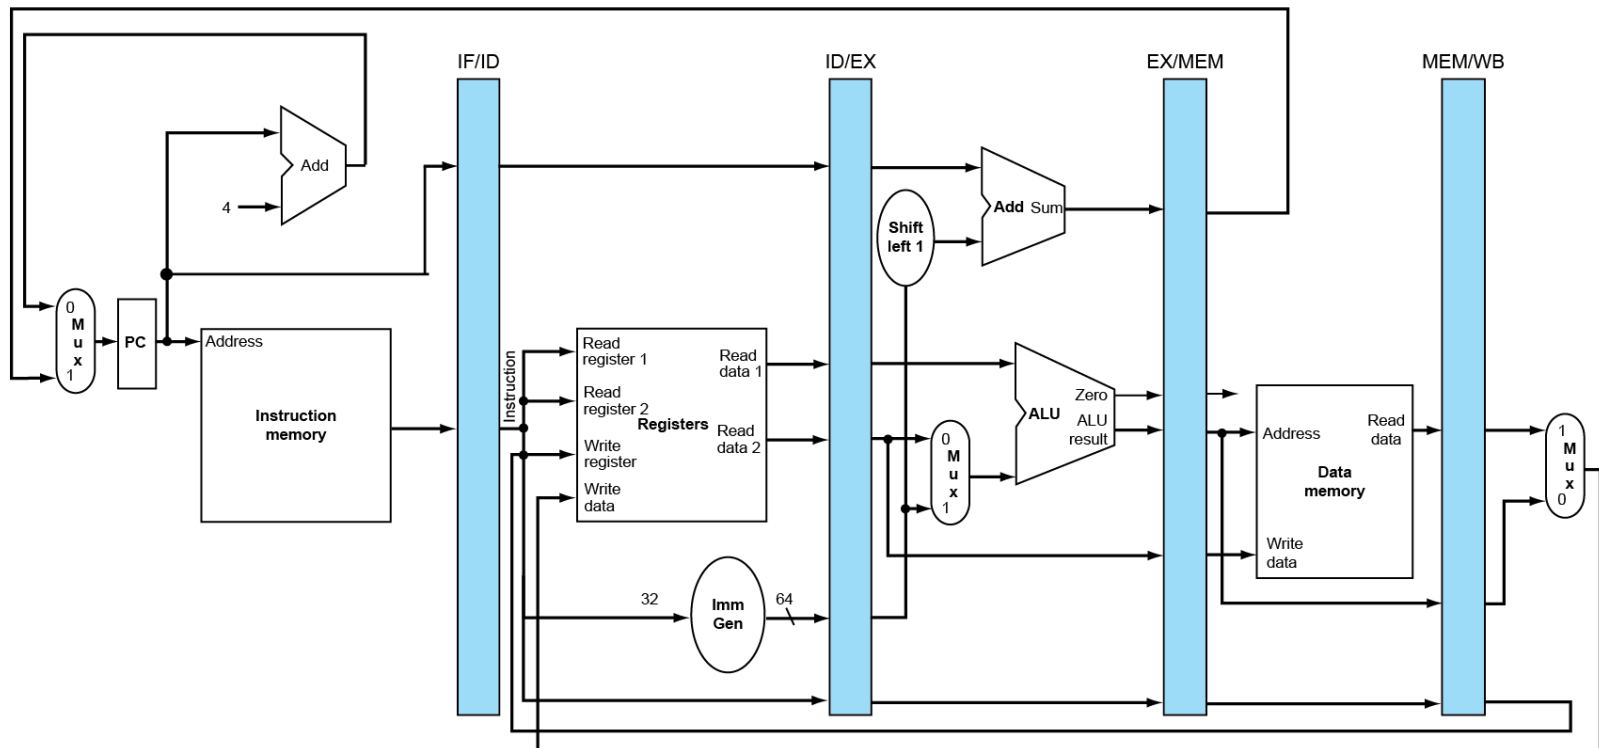 IF/ID
ID/EX
EX/MEM
MEM/WB
Add
4
Shift
left 1
Add Sum
0
M
u
x
1
PC
Address
Instruction
memory
Instruction
Read
register 1
Read
register 2
Registers
Write
register
Write
data
Read
data 1
Read
data 2
0
M
u
x
1
Zero
ALU
ALU
result
Address
Read
data
Data
memory
Write
data
1
M
u
x
0
32
Imm
Gen
64